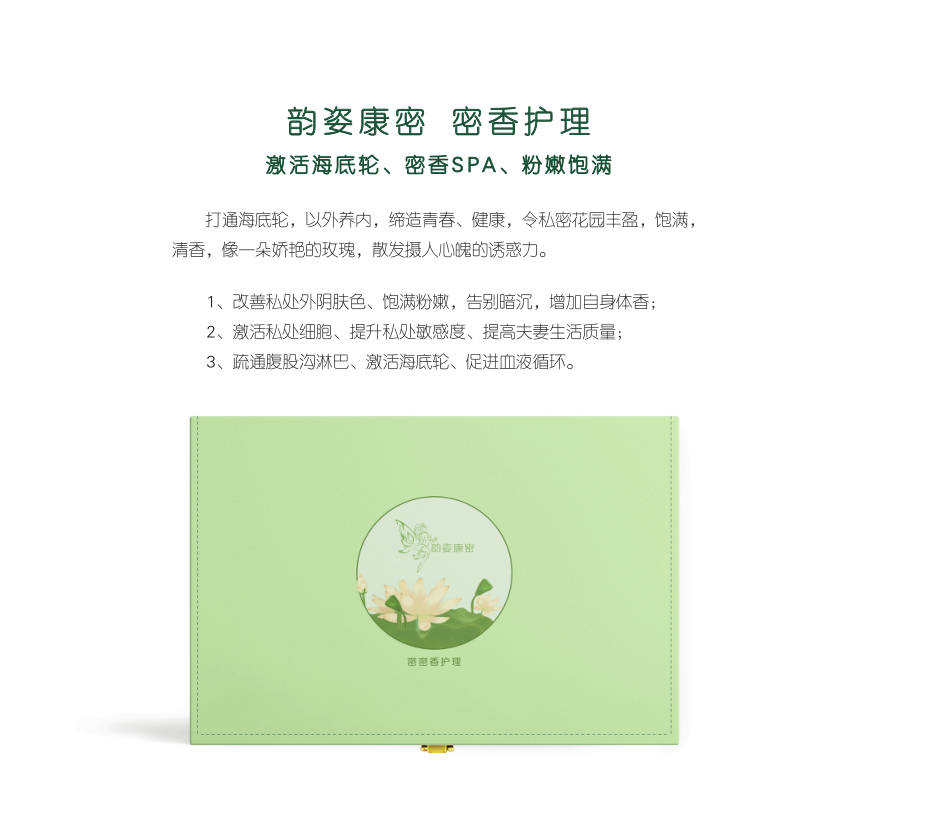 韵姿康密 密香护理
激活海底轮、密香SPA、粉嫩饱满
打通海底轮，以外养内，缔造青春、健康，令私密花园丰盈，饱满，
清香，像一朵娇艳的玫瑰，散发摄人心魄的诱惑力。
1、改善私处外阴肤色、饱满粉嫩，告别暗沉，增加自身体香；
2、激活私处细胞、提升私处敏感度、提高夫妻生活质量；
3、疏通腹股沟淋巴、激活海底轮、促进血液循环。
韵姿康密
密密香护理